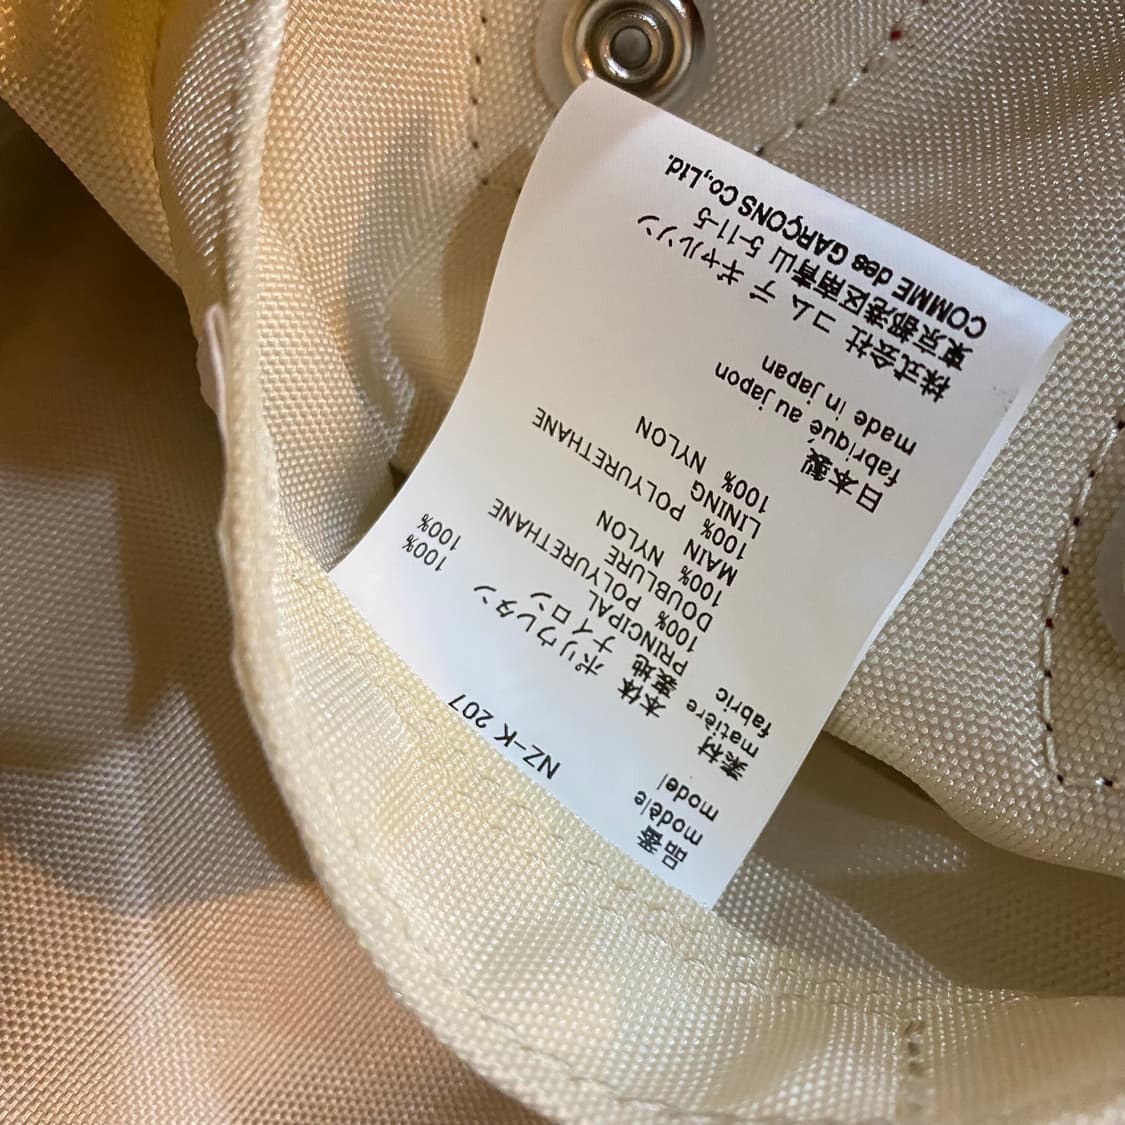 品番
modèle
model
NZ-K 207
素材
matière
fabric
本体 ポリウレタン 100%
裏地 ナイロン 100%
PRINCIPAL
100% POLYURETHANE
DOUBLURE
100% NYLON
MAIN
100% POLYURETHANE
LINING
100% NYLON
日本製
fabriqué au japon
made in japan
株式会社 コム デ ギャルソン
東京都港区南青山 5-11-5
COMME des GARÇONS Co.,Ltd.